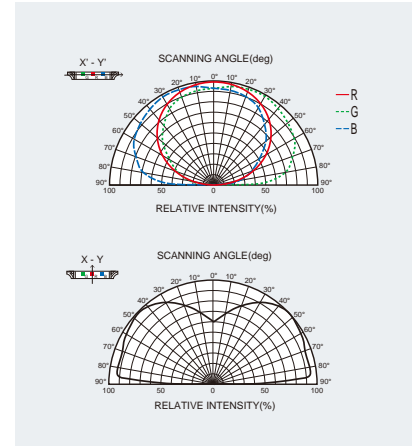 X' - Y'
SCANNING ANGLE(deg)
0°
10° 10°
20° 20°
30° 30°
40° 40°
50° 50°
60° 60°
70° 70°
80° 80°
90° 90°
100 50 0 50 100
RELATIVE INTENSITY(%)
R
G
B
X - Y
SCANNING ANGLE(deg)
0°
10° 10°
20° 20°
30° 30°
40° 40°
50° 50°
60° 60°
70° 70°
80° 80°
90° 90°
100 50 0 50 100
RELATIVE INTENSITY(%)